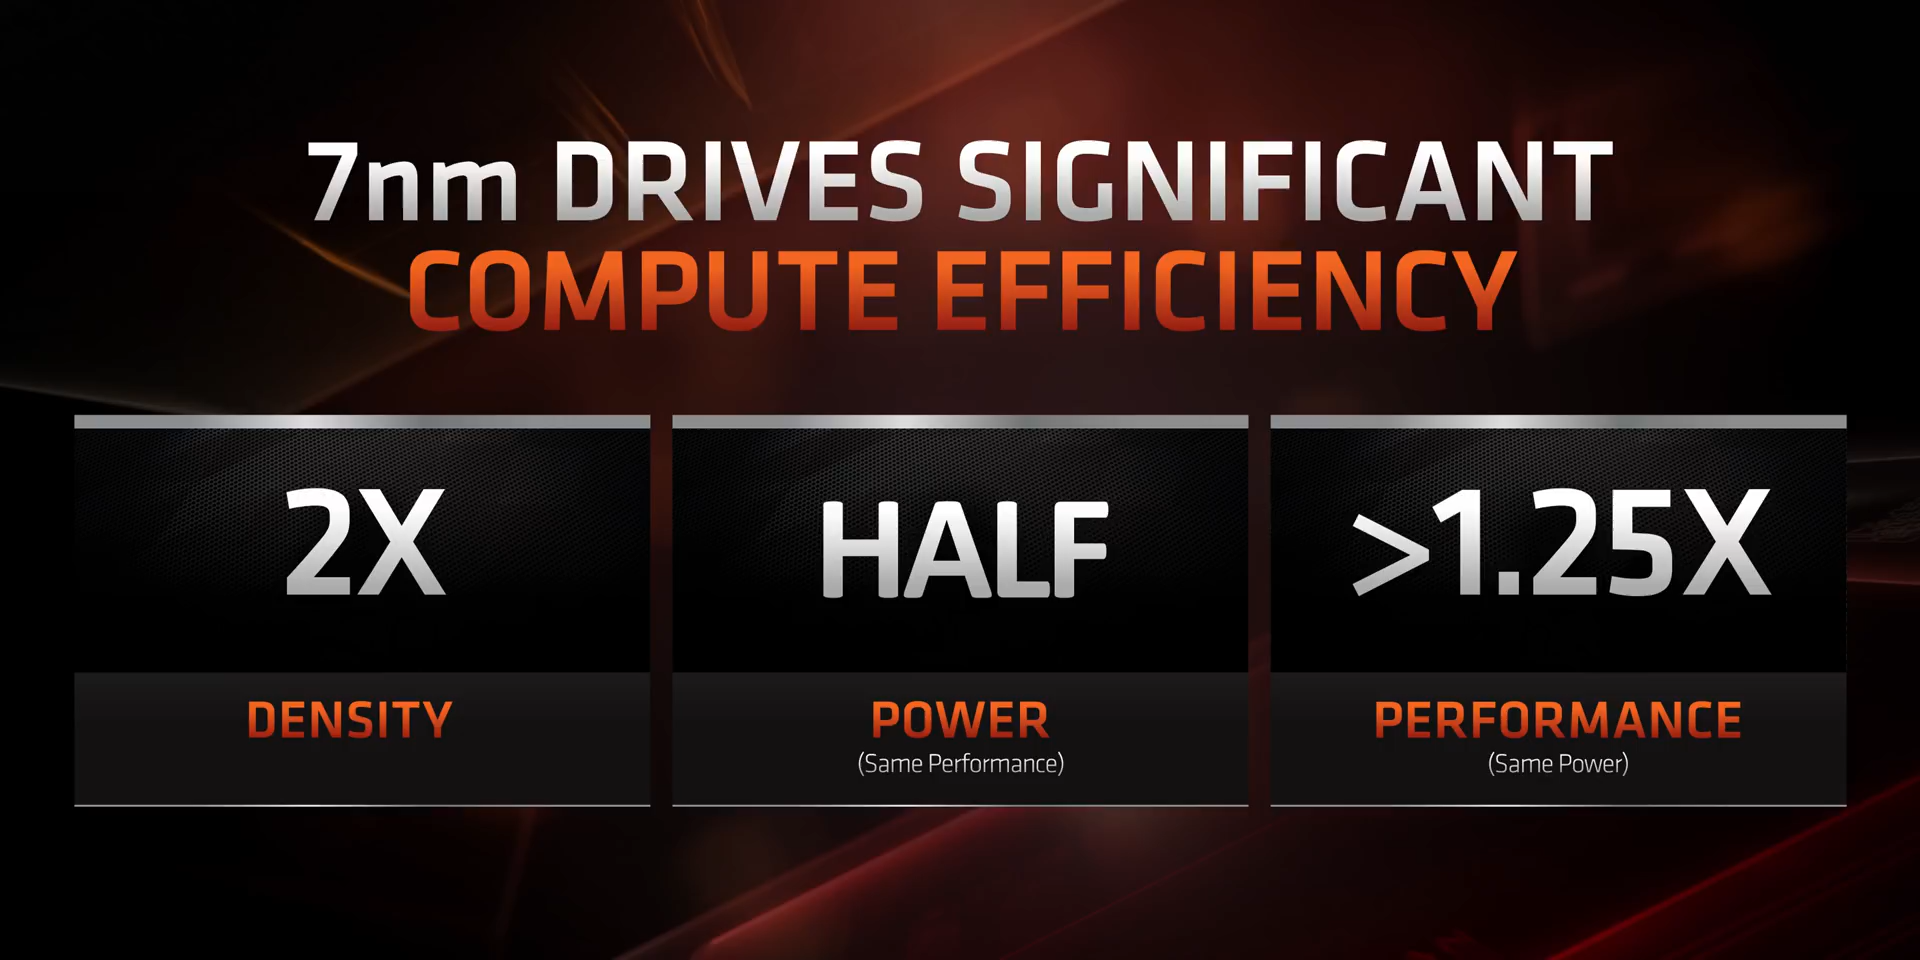 7nm DRIVES SIGNIFICANT
COMPUTE EFFICIENCY
2X
DENSITY
HALF
POWER
(Same Performance)
>1.25X
PERFORMANCE
(Same Power)